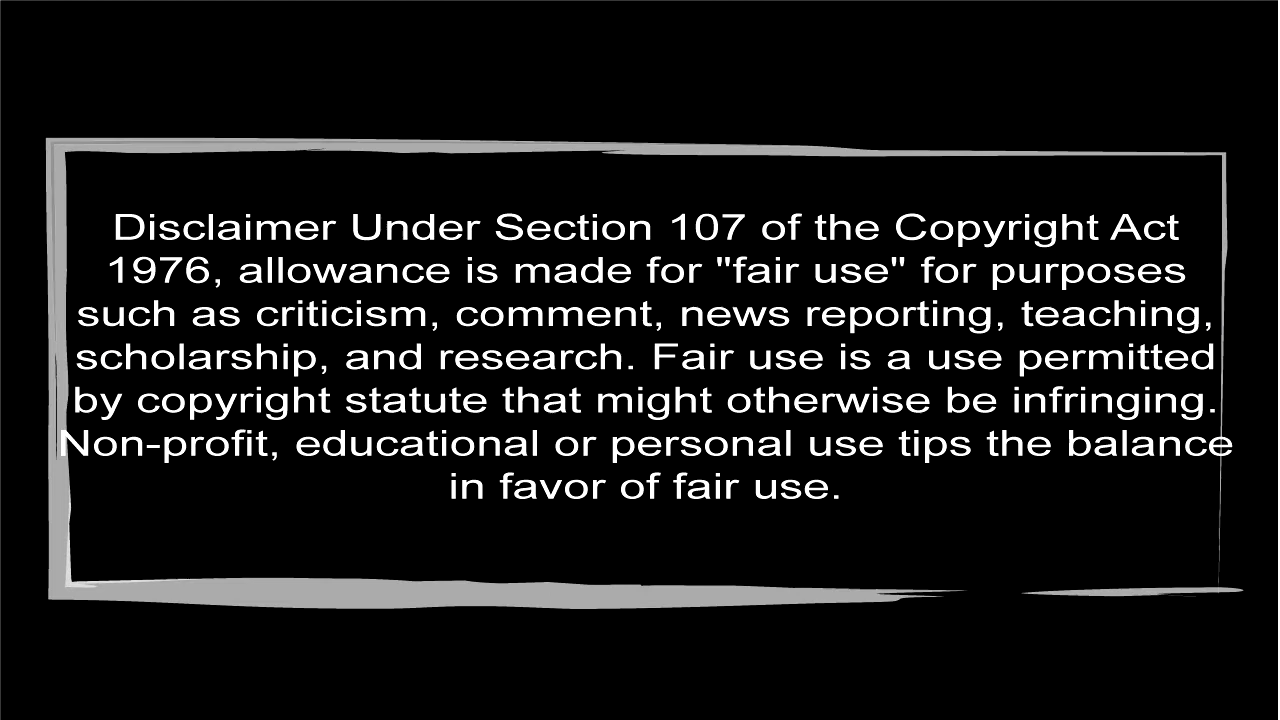 Disclaimer Under Section 107 of the Copyright Act
1976, allowance is made for "fair use" for purposes
such as criticism, comment, news reporting, teaching,
scholarship, and research. Fair use is a use permitted
by copyright statute that might otherwise be infringing.
Non-profit, educational or personal use tips the balance
in favor of fair use.